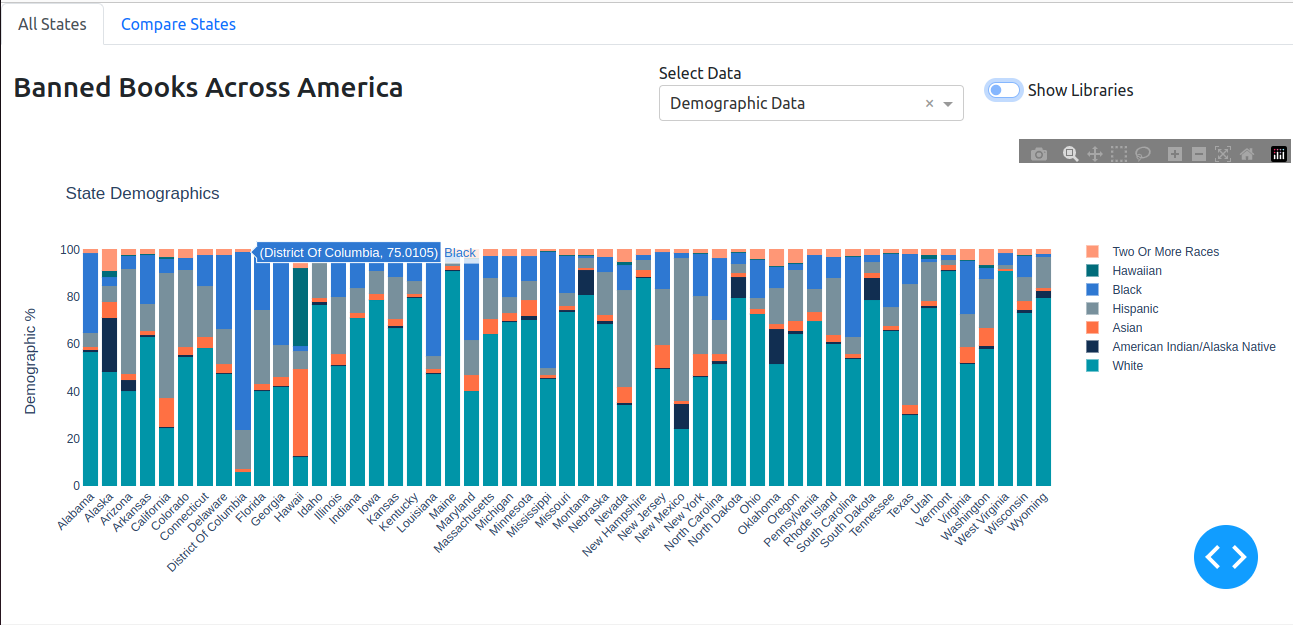 All States
Compare States
Banned Books Across America
Select Data
Demographic Data
Show Libraries
State Demographics
(District Of Columbia, 75.0105) Black
Two Or More Races
Hawaiian
Black
Hispanic
Asian
American Indian/Alaska Native
White
Demographic %
100
80
60
40
20
0
Alabama
Alaska
Arizona
Arkansas
California
Colorado
Connecticut
Delaware
District Of Columbia
Florida
Georgia
Hawaii
Idaho
Illinois
Indiana
Iowa
Kansas
Kentucky
Louisiana
Maine
Maryland
Massachusetts
Michigan
Minnesota
Mississippi
Missouri
Montana
Nebraska
Nevada
New Hampshire
New Jersey
New Mexico
New York
North Carolina
North Dakota
Ohio
Oklahoma
Oregon
Pennsylvania
Rhode Island
South Carolina
South Dakota
Tennessee
Texas
Utah
Vermont
Virginia
Washington
West Virginia
Wisconsin
Wyoming